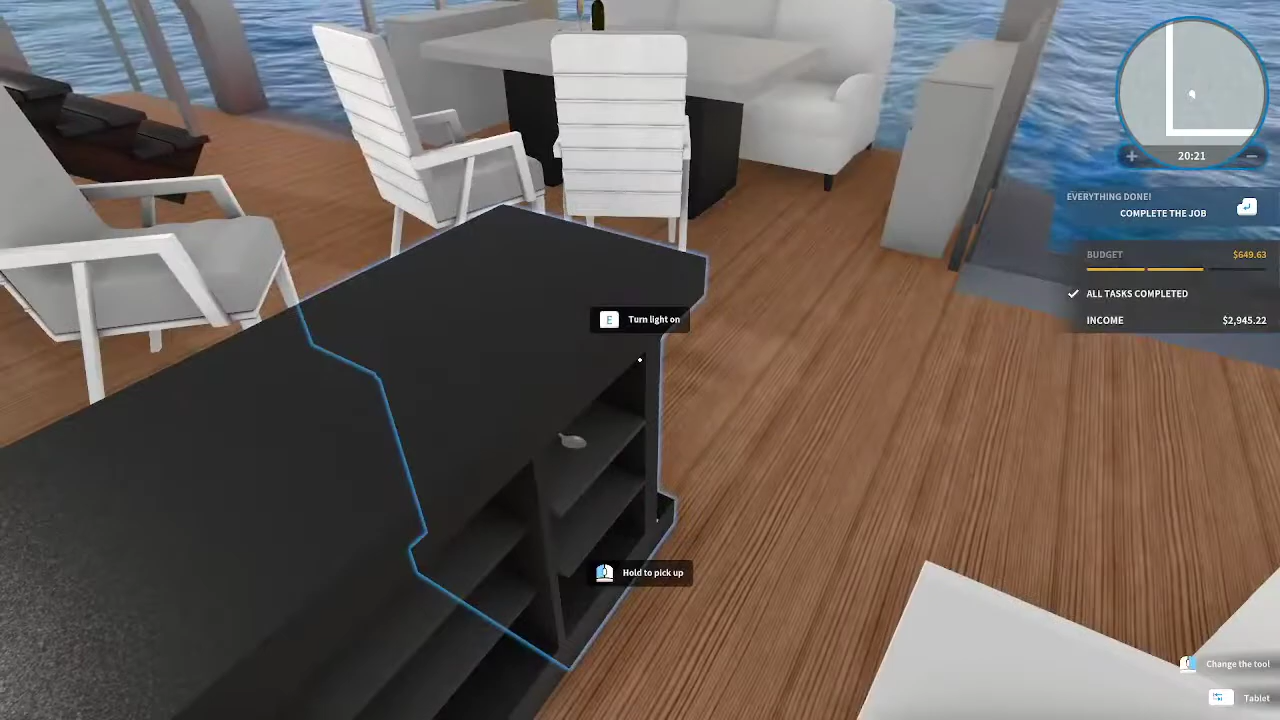 20:21
EVERYTHING DONE!
COMPLETE THE JOB
BUDGET $649.63
ALL TASKS COMPLETED
INCOME $2,945.22
E Turn light on
Hold to pick up
Change the tool
Tablet